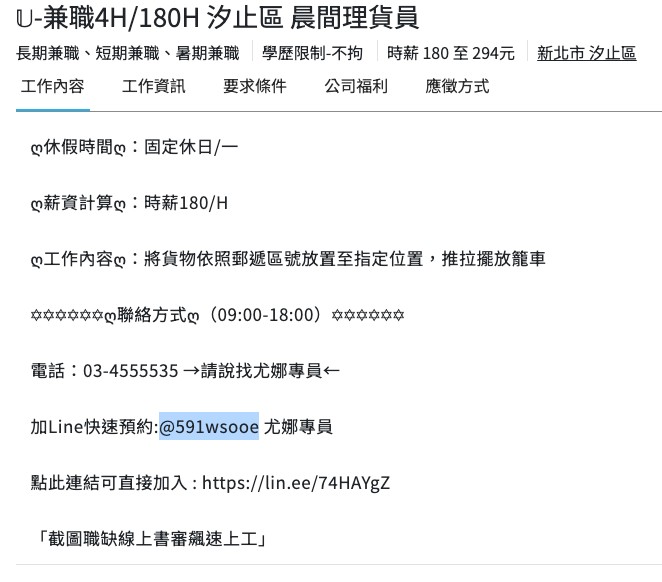 𝕌-兼職4H/180H 汐止區 晨間理貨員
長期兼職、短期兼職、暑期兼職 學歷限制-不拘 時薪 180 至 294元 新北市 汐止區
工作內容 工作資訊 要求條件 公司福利 應徵方式
ღ休假時間ღ：固定休日/一
ღ薪資計算ღ：時薪180/H
ღ工作內容ღ：將貨物依照郵遞區號放置至指定位置，推拉擺放籠車
✡✡✡✡✡✡ღ聯絡方式ღ（09:00-18:00）✡✡✡✡✡✡
電話：03-4555535 →請說找尤娜專員←
加Line快速預約:@591wsooe 尤娜專員
點此連結可直接加入 : https://lin.ee/74HAYgZ
「截圖職缺線上書審飆速上工」